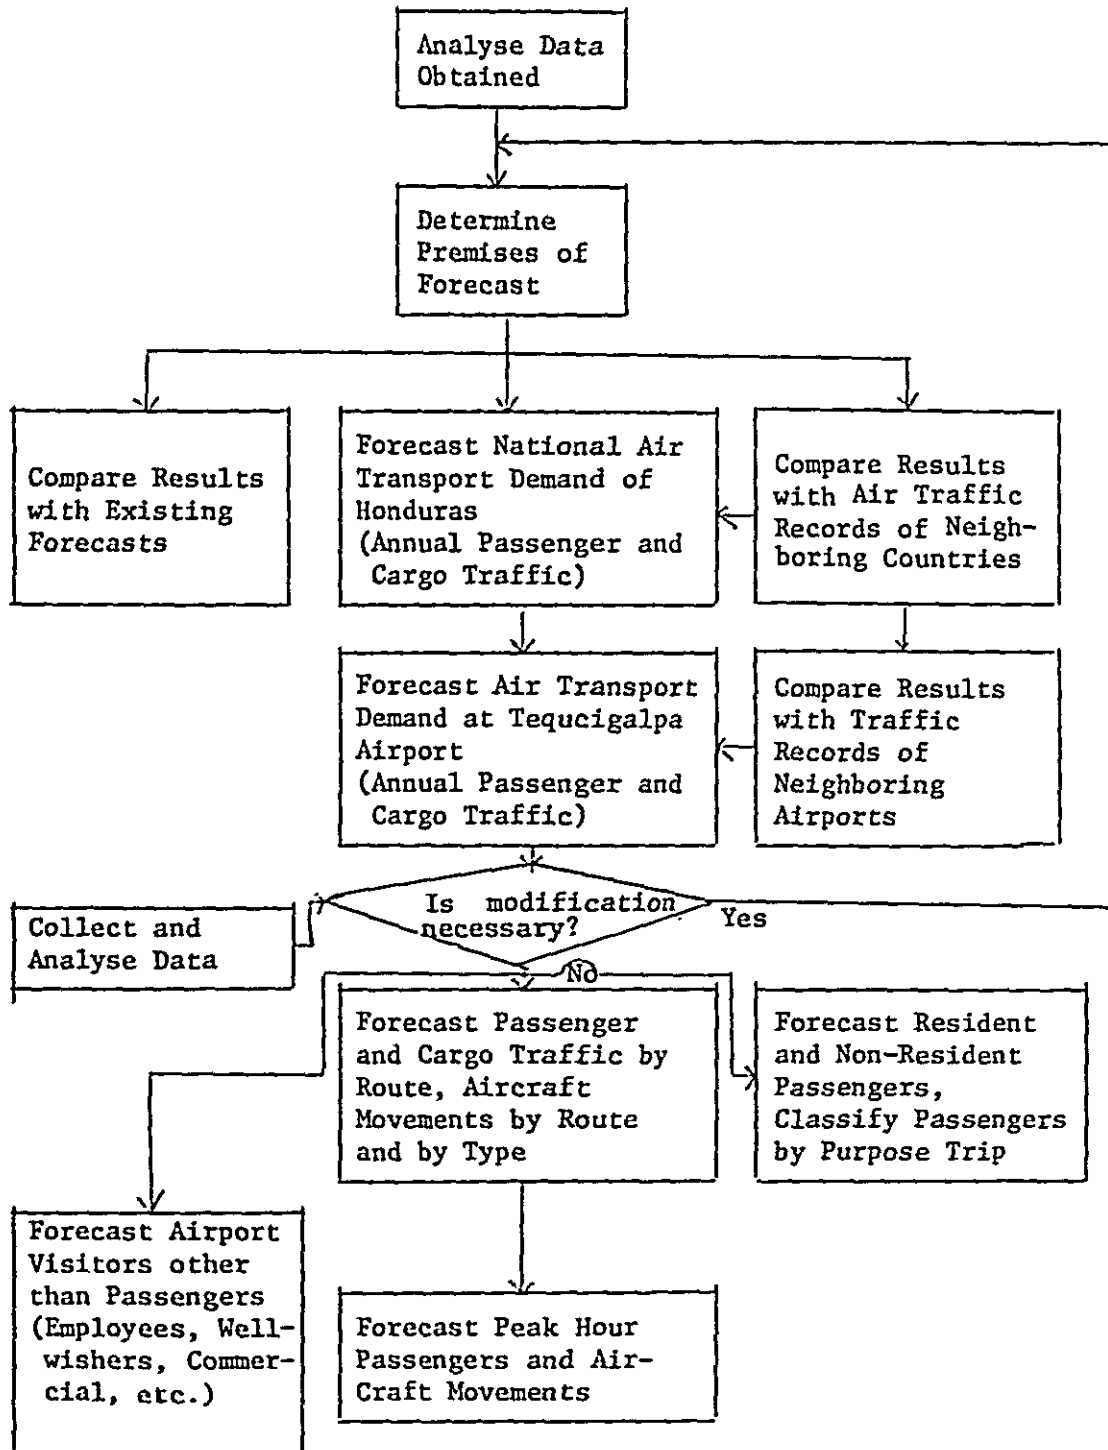 Analyse Data
Obtained
Determine
Premises of
Forecast
Compare Results
with Existing
Forecasts
Forecast National Air
Transport Demand of
Honduras
(Annual Passenger and
Cargo Traffic)
Compare Results
with Air Traffic
Records of Neigh-
boring Countries
Forecast Air Transport
Demand at Tequcigalpa
Airport
(Annual Passenger and
Cargo Traffic)
Compare Results
with Traffic
Records of
Neighboring
Airports
Collect and
Analyse Data
Is modification
necessary?
Yes
No
Forecast Passenger
and Cargo Traffic by
Route, Aircraft
Movements by Route
and by Type
Forecast Resident
and Non-Resident
Passengers,
Classify Passengers
by Purpose Trip
Forecast Airport
Visitors other
than Passengers
(Employees, Well-
wishers, Commer-
cial, etc.)
Forecast Peak Hour
Passengers and Air-
Craft Movements